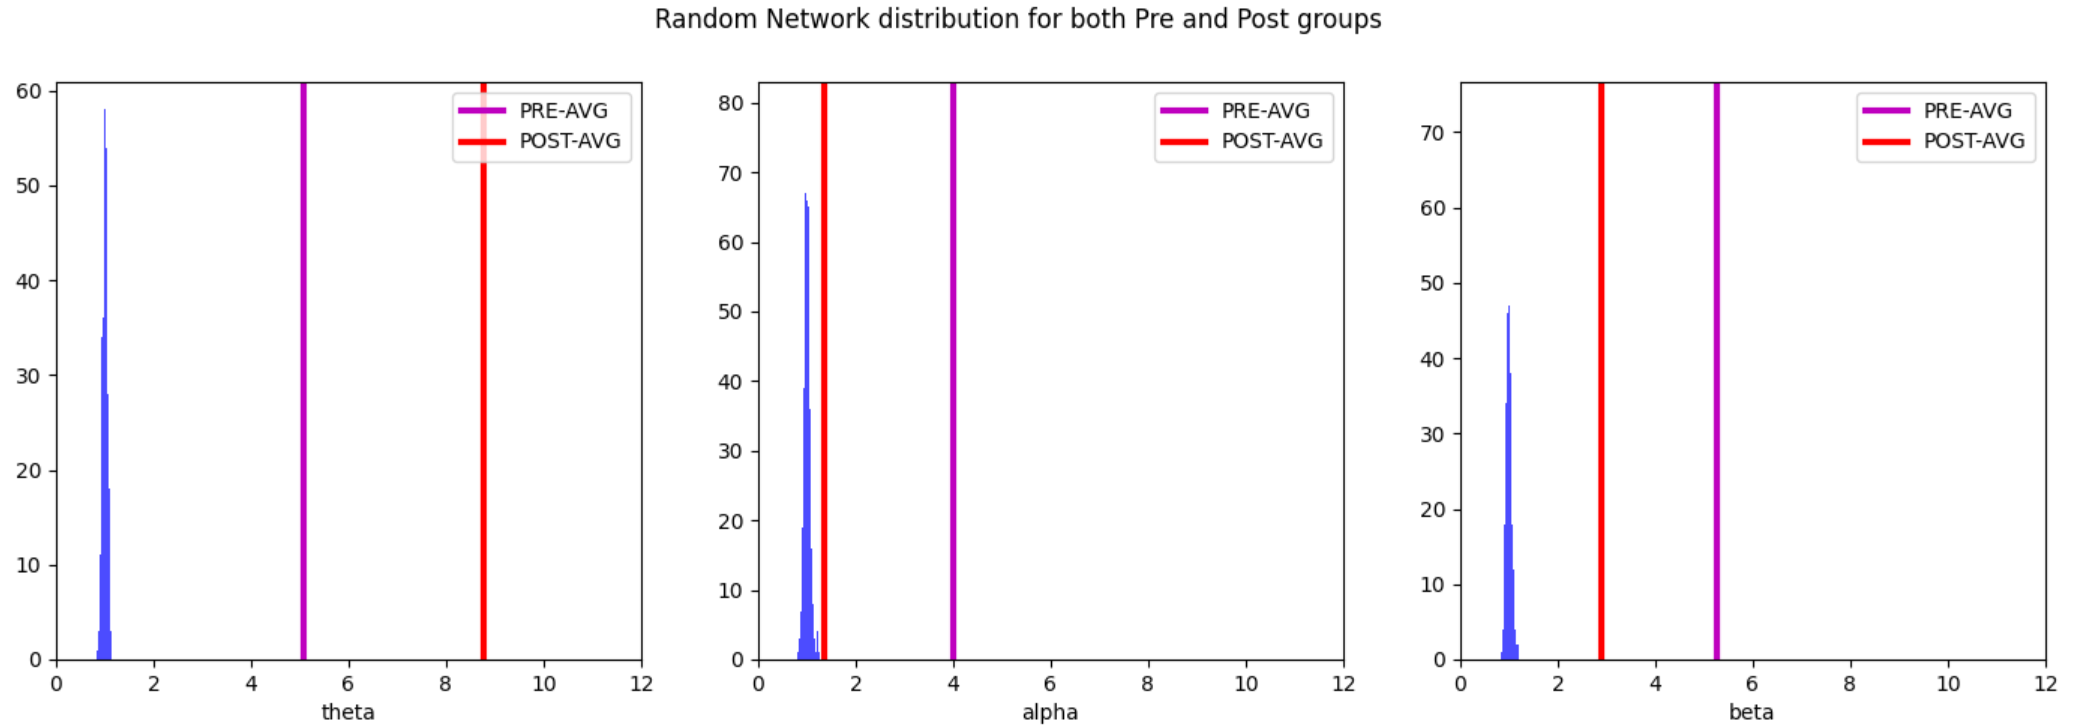 Random Network distribution for both Pre and Post groups
60
50
40
30
20
10
0
PRE-AVG
POST-AVG
0 2 4 6 8 10 12
theta
80
70
60
50
40
30
20
10
0
PRE-AVG
POST-AVG
0 2 4 6 8 10 12
alpha
70
60
50
40
30
20
10
0
PRE-AVG
POST-AVG
0 2 4 6 8 10 12
beta